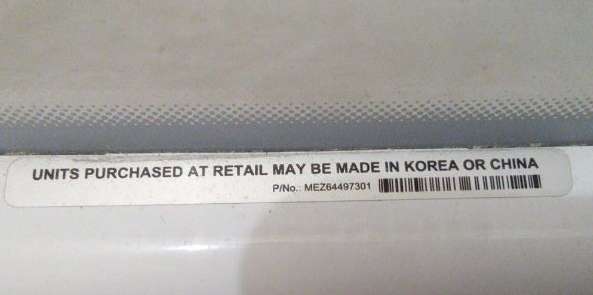 UNITS PURCHASED AT RETAIL MAY BE MADE IN KOREA OR CHINA
P/No.: MEZ64497301